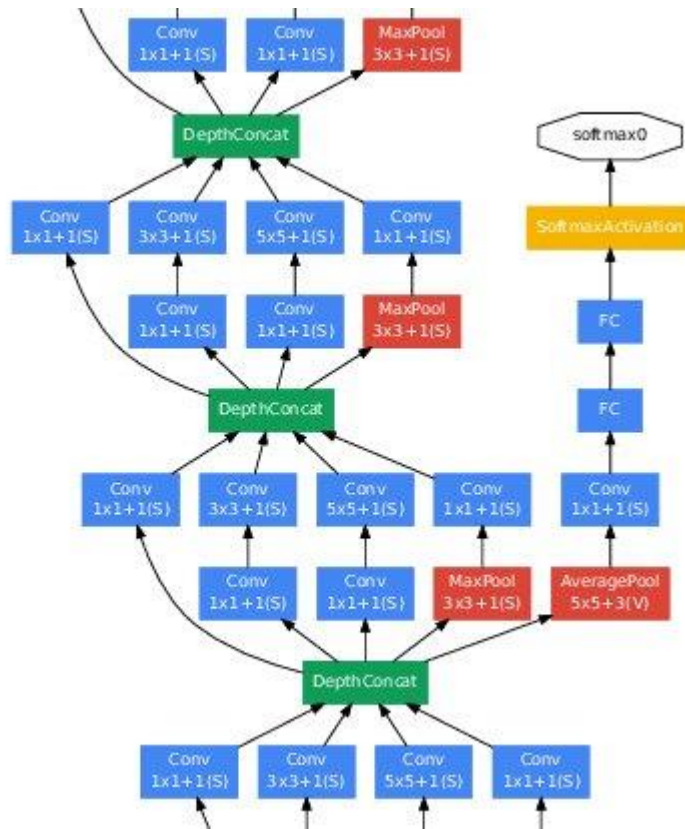 Conv
1x1+1(S)
Conv
1x1+1(S)
MaxPool
3x3+1(S)
DepthConcat
softmax0
Conv
1x1+1(S)
Conv
3x3+1(S)
Conv
5x5+1(S)
Conv
1x1+1(S)
SoftmaxActivation
Conv
1x1+1(S)
Conv
1x1+1(S)
MaxPool
3x3+1(S)
FC
DepthConcat
FC
Conv
1x1+1(S)
Conv
3x3+1(S)
Conv
5x5+1(S)
Conv
1x1+1(S)
Conv
1x1+1(S)
Conv
1x1+1(S)
Conv
1x1+1(S)
MaxPool
3x3+1(S)
AveragePool
5x5+3(V)
DepthConcat
Conv
1x1+1(S)
Conv
3x3+1(S)
Conv
5x5+1(S)
Conv
1x1+1(S)